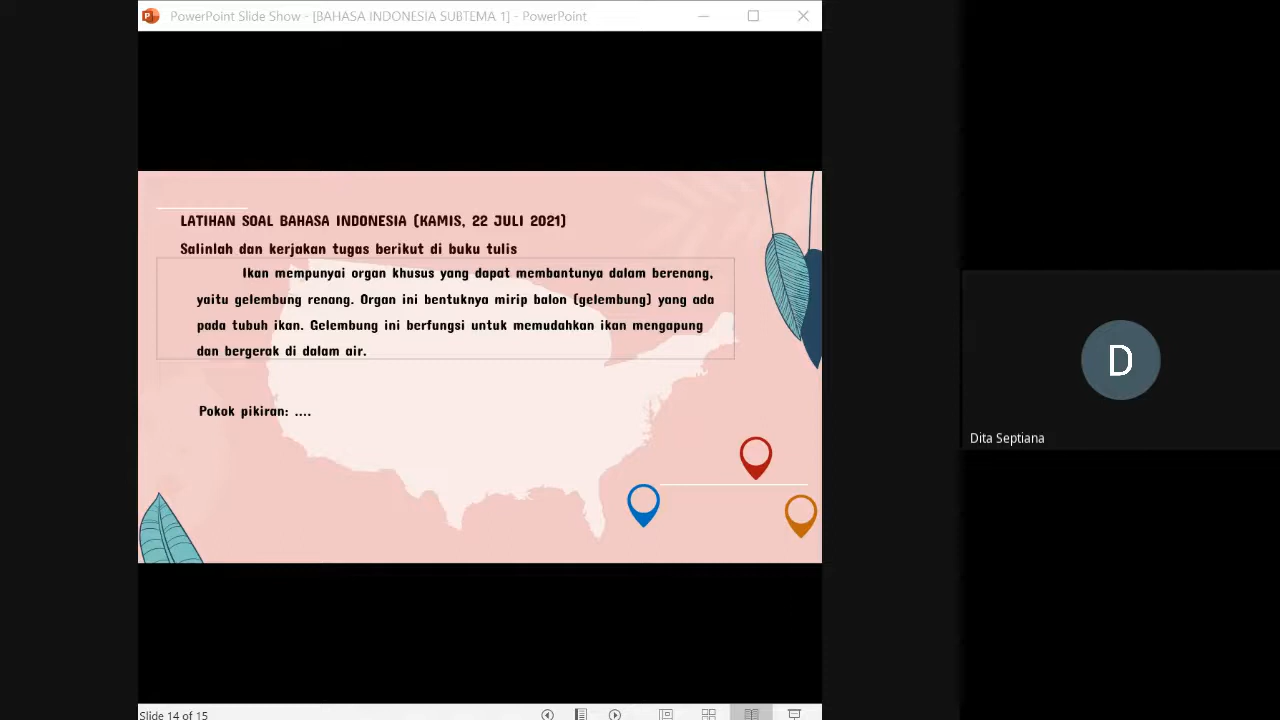 PowerPoint Slide Show - [BAHASA INDONESIA SUBTEMA 1] - PowerPoint
LATIHAN SOAL BAHASA INDONESIA (KAMIS, 22 JULI 2021)
Salinlah dan kerjakan tugas berikut di buku tulis
Ikan mempunyai organ khusus yang dapat membantunya dalam berenang,
yaitu gelembung renang. Organ ini bentuknya mirip balon (gelembung) yang ada
pada tubuh ikan. Gelembung ini berfungsi untuk memudahkan ikan mengapung
dan bergerak di dalam air.
Pokok pikiran: ....
D
Dita Septiana
Slide 14 of 15